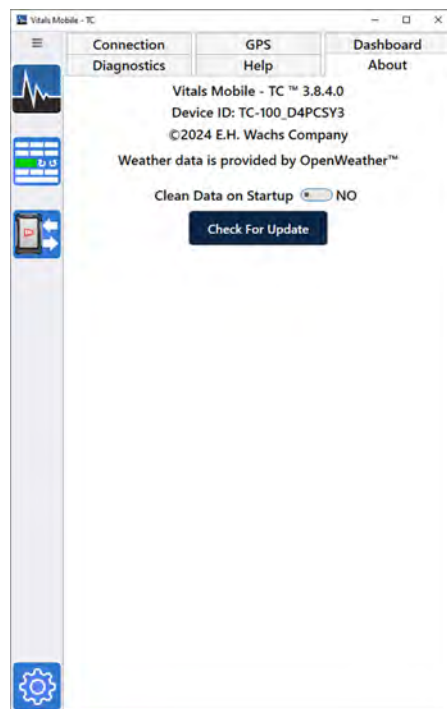 Vitals Mobile - TC
Connection GPS Dashboard
Diagnostics Help About
Vitals Mobile - TC ™ 3.8.4.0
Device ID: TC-100_D4PCSY3
©2024 E.H. Wachs Company
Weather data is provided by OpenWeather™
Clean Data on Startup NO
Check For Update